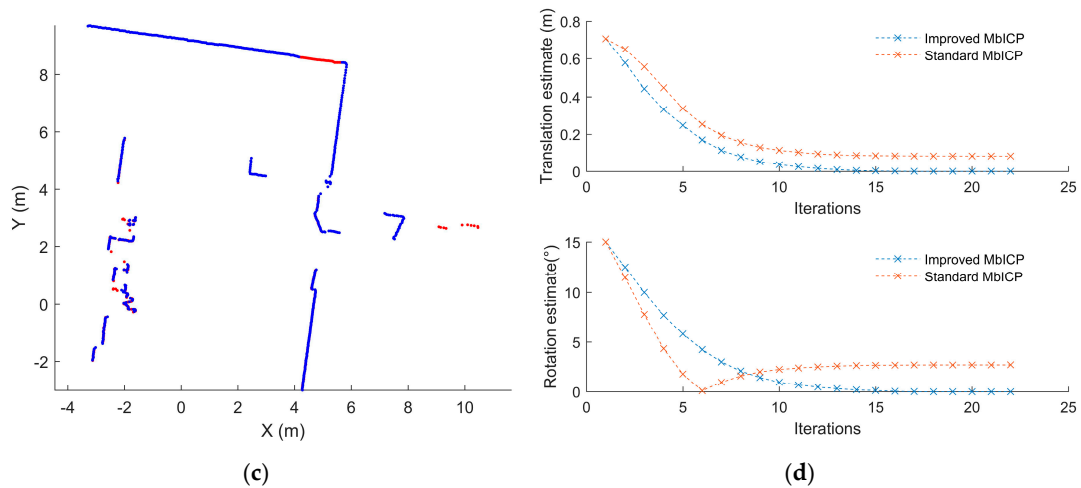 8
6
4
2
0
-2
Y (m)
-4 -2 0 2 4 6 8 10
X (m)
(c)
0.8
0.6
0.4
0.2
0
Translation estimate (m)
Improved MbICP
Standard MbICP
0 5 10 15 20 25
Iterations
15
10
5
0
Rotation estimate(°)
Improved MbICP
Standard MbICP
0 5 10 15 20 25
Iterations
(d)